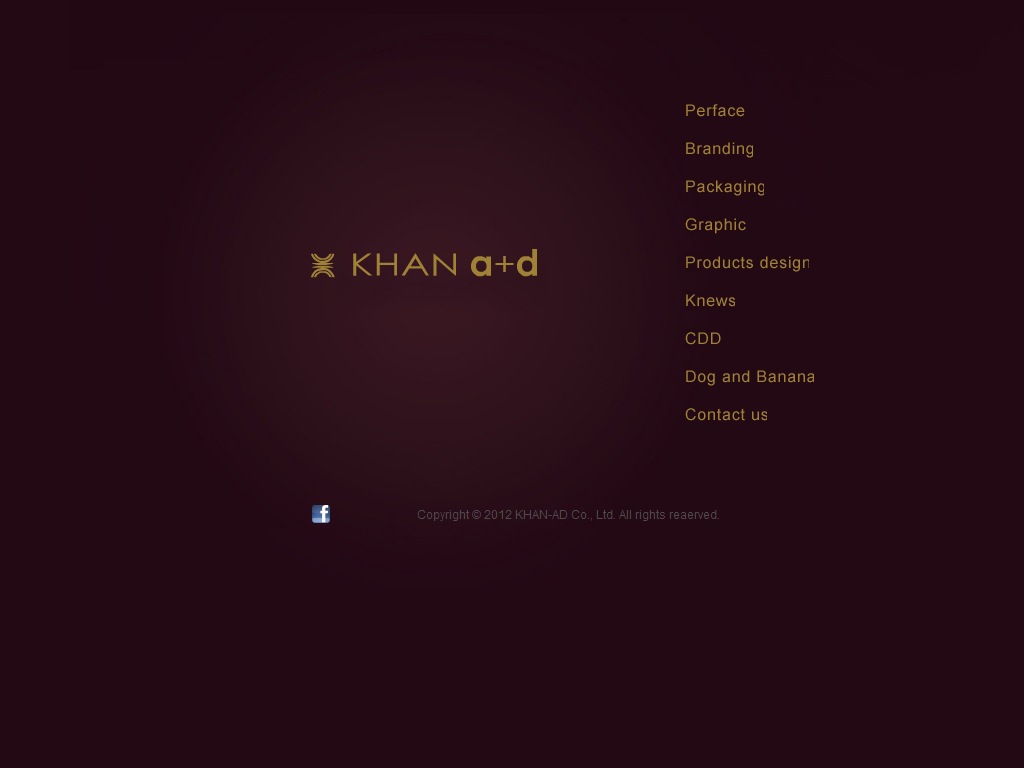 Perface
Branding
Packaging
Graphic
Products design
KHAN a+d
Knews
CDD
Dog and Banana
Contact us
Copyright © 2012 KHAN-AD Co., Ltd. All rights reaerved.